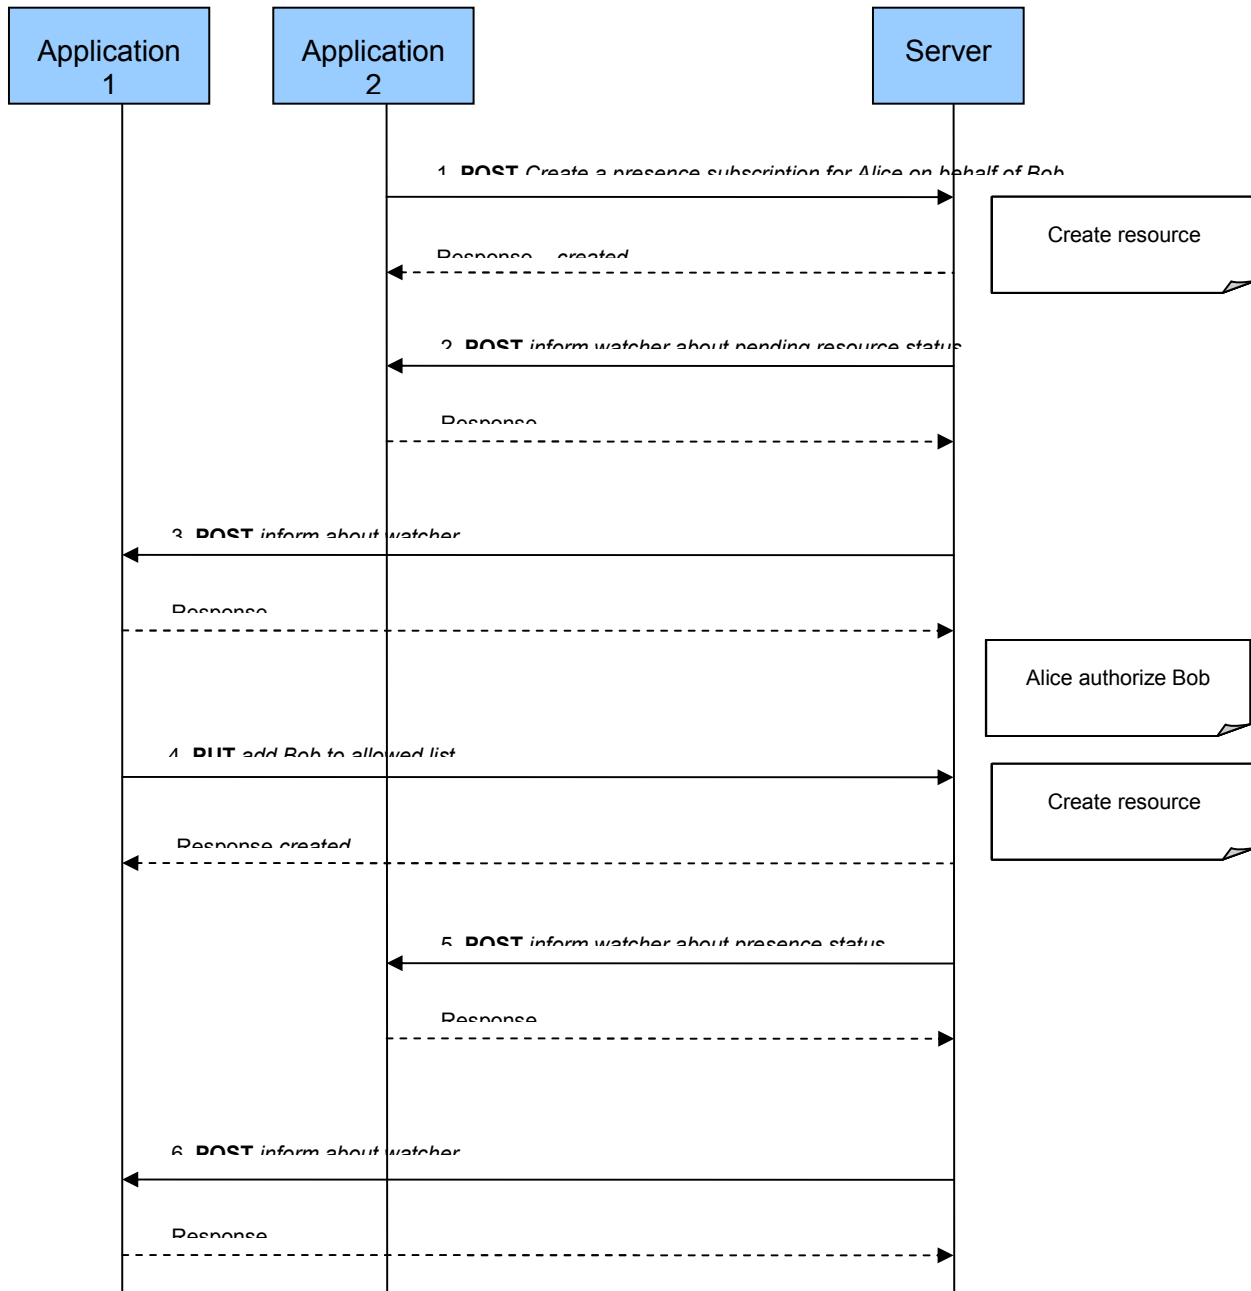 Application
1
Application
2
Server
1. POST Create a presence subscription for Alice on behalf of Bob
Create resource
Response – created
2. POST inform watcher about pending resource status
Response
3. POST inform about watcher
Response
Alice authorize Bob
4. PUT add Bob to allowed list
Create resource
Response created
5. POST inform watcher about presence status
Response
6. POST inform about watcher
Response